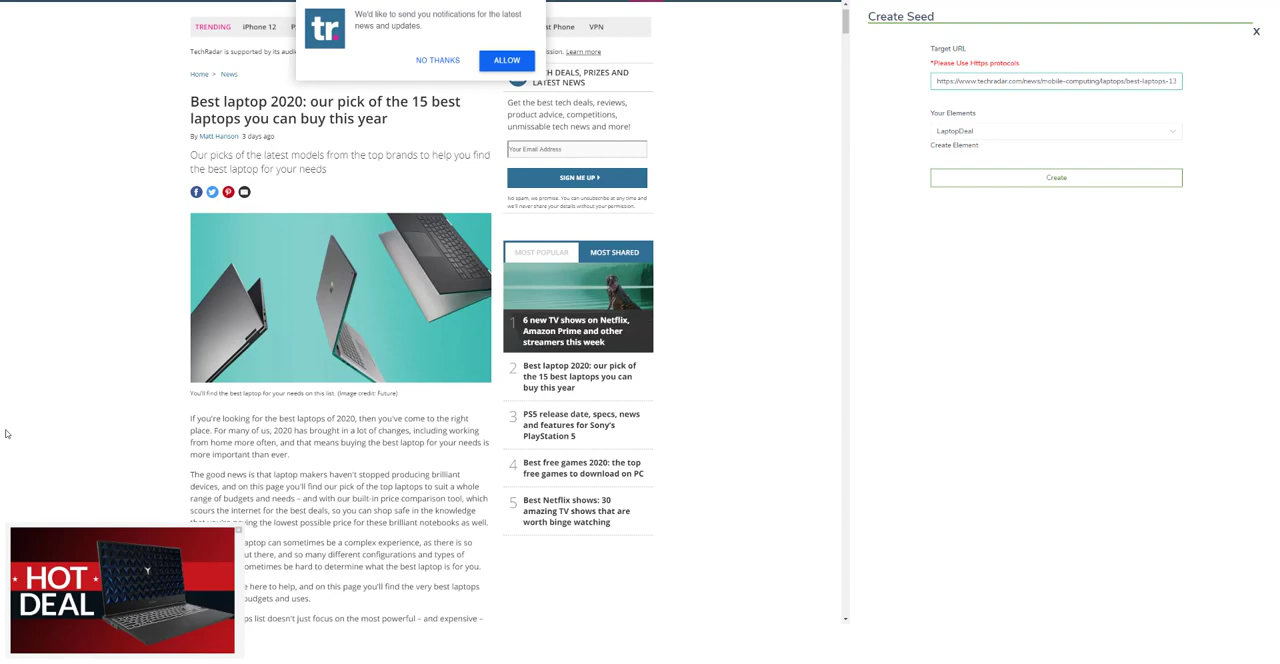 TRENDING iPhone 12
We'd like to send you notifications for the latest
news and updates.
tr.
NO THANKS
ALLOW
st Phone VPN
TechRadar is supported by its
ssion. Learn more
Home > News
Best laptop 2020: our pick of the 15 best
laptops you can buy this year
By Matt Hanson 3 days ago
Our picks of the latest models from the top brands to help you find
the best laptop for your needs
You'll find the best laptop for your needs on this list. (Image credit: Future)
If you're looking for the best laptops of 2020, then you've come to the right
place. For many of us, 2020 has brought in a lot of changes, including working
from home more often, and that means buying the best laptop for your needs is
more important than ever.
The good news is that laptop makers haven't stopped producing brilliant
devices, and on this page you'll find our pick of the top laptops to suit a whole
range of budgets and needs – and with our built-in price comparison tool, which
scours the internet for the best deals, so you can shop safe in the knowledge
the lowest possible price for these brilliant notebooks as well.
laptop can sometimes be a complex experience, as there is so
out there, and so many different configurations and types of
sometimes be hard to determine what the best laptop is for you.
here to help, and on this page you'll find the very best laptops
budgets and uses.
list doesn't just focus on the most powerful – and expensive –
HOT
DEAL
H DEALS, PRIZES AND
LATEST NEWS
Get the best tech deals, reviews,
product advice, competitions,
unmissable tech news and more!
Your Email Address
SIGN ME UP
No spam, we promise. You can unsubscribe at any time and
we'll never share your details without your permission.
MOST POPULAR MOST SHARED
1 6 new TV shows on Netflix,
Amazon Prime and other
streamers this week
2 Best laptop 2020: our pick of
the 15 best laptops you can
buy this year
3 PS5 release date, specs, news
and features for Sony's
PlayStation 5
4 Best free games 2020: the top
free games to download on PC
5 Best Netflix shows: 30
amazing TV shows that are
worth binge watching
Create Seed
X
Target URL
*Please Use Https protocols
https://www.techradar.com/news/mobile-computing/laptops/best-laptops-13
Your Elements
LaptopDeal
Create Element
Create